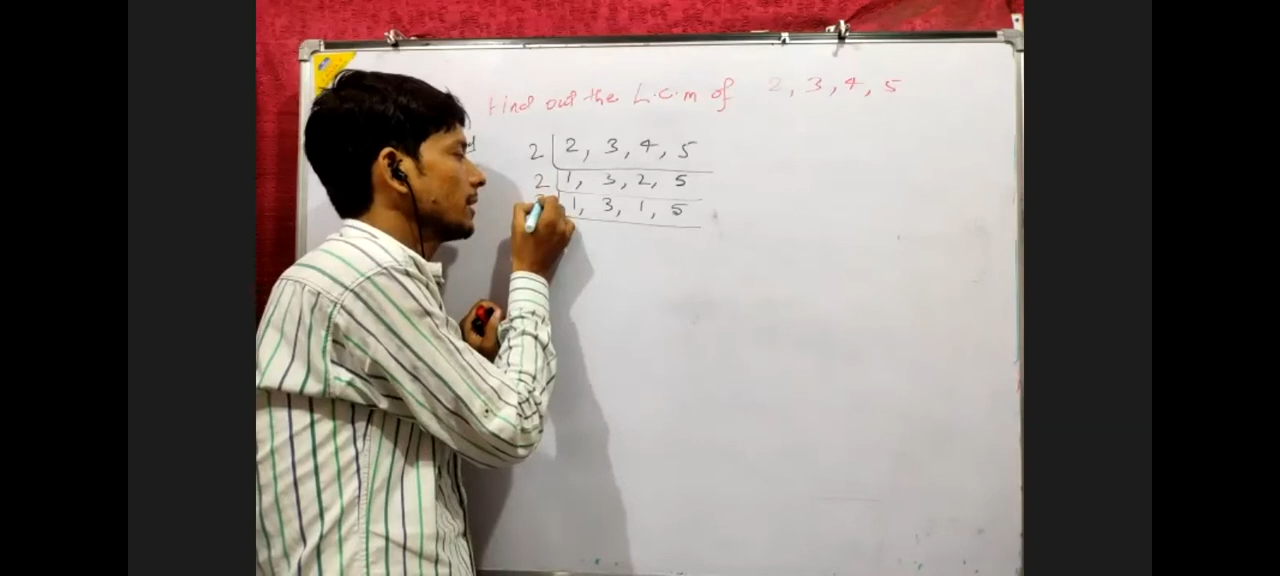 Find out the L.C.M of 2, 3, 4, 5
2 2, 3, 4, 5
2 1, 3, 2, 5
1, 3, 1, 5